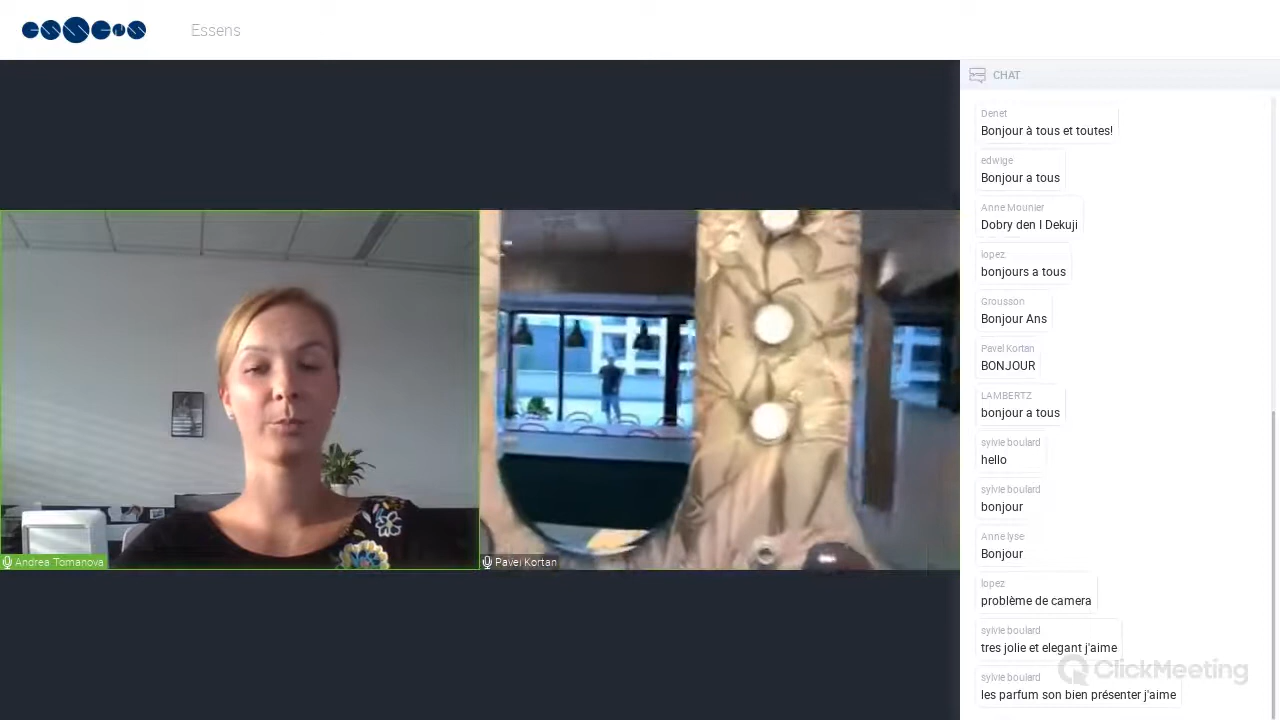 essens
Essens
CHAT
Denet
Bonjour à tous et toutes!
edwige
Bonjour a tous
Anne Mounier
Dobry den I Dekuji
lopez
bonjours a tous
Grousson
Bonjour Ans
Pavel Kortan
BONJOUR
LAMBERTZ
bonjour a tous
sylvie boulard
hello
sylvie boulard
bonjour
Anne lyse
Bonjour
lopez
problème de camera
sylvie boulard
tres jolie et elegant j'aime
sylvie boulard
les parfum son bien présenter j'aime
ClickMeeting
Andrea Tomanova
Pavel Kortan